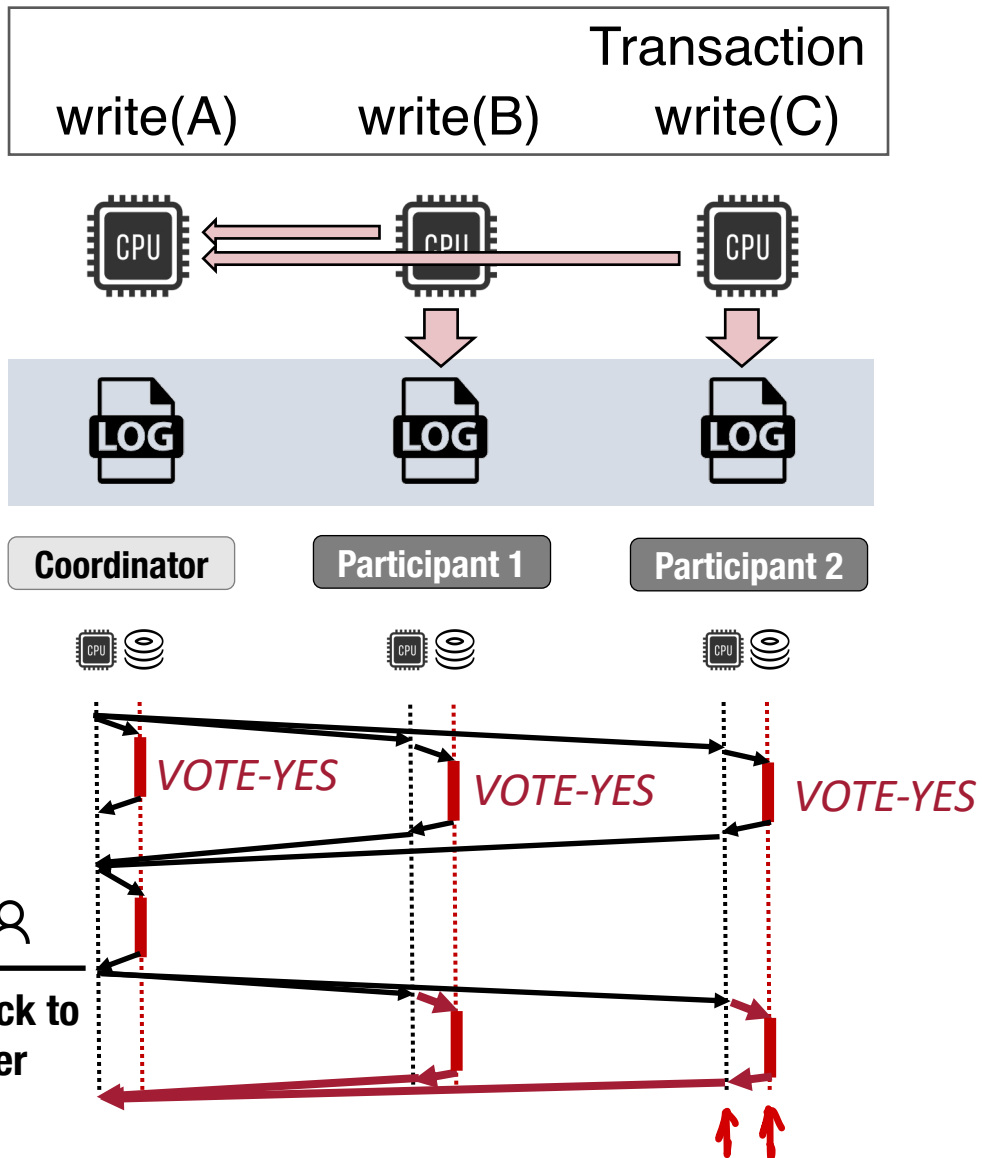 Transaction
write(A) write(B) write(C)
CPU CPU CPU
LOG LOG LOG
Coordinator Participant 1 Participant 2
CPU CPU CPU
VOTE-YES VOTE-YES VOTE-YES
ck to
er